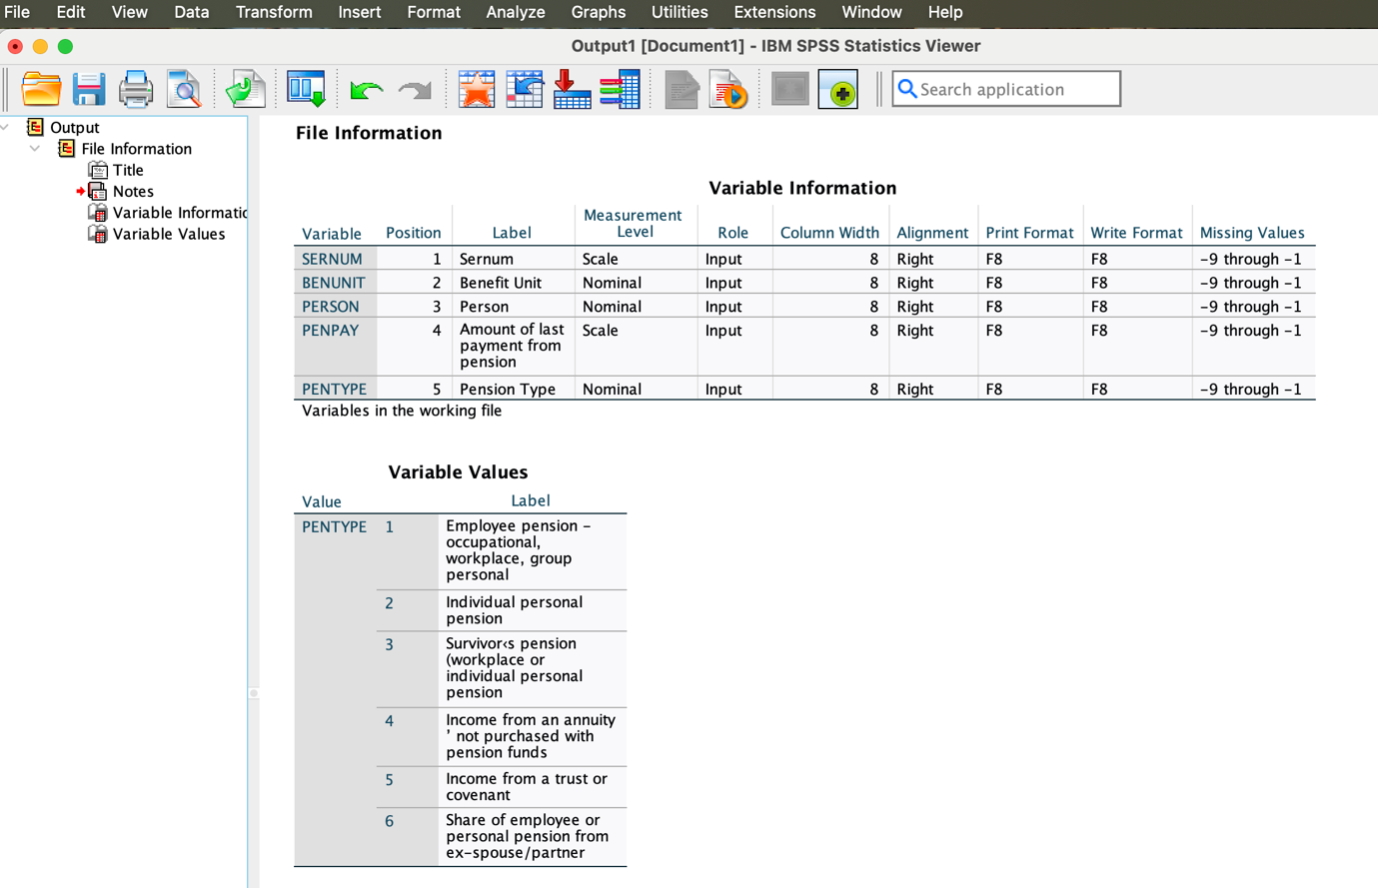 File Edit View Data Transform Insert Format Analyze Graphs Utilities Extensions Window Help
Output1 [Document1] - IBM SPSS Statistics Viewer
Search application
Output
File Information
Title
Notes
Variable Informatic
Variable Values
File Information
Variable Information
Variable Position Label Measurement Level Role Column Width Alignment Print Format Write Format Missing Values
SERNUM 1 Sernum Scale Input 8 Right F8 F8 -9 through -1
BENUNIT 2 Benefit Unit Nominal Input 8 Right F8 F8 -9 through -1
PERSON 3 Person Nominal Input 8 Right F8 F8 -9 through -1
PENPAY 4 Amount of last Scale Input 8 Right F8 F8 -9 through -1
payment from
pension
PENTYPE 5 Pension Type Nominal Input 8 Right F8 F8 -9 through -1
Variables in the working file
Variable Values
Value Label
PENTYPE 1 Employee pension -
occupational,
workplace, group
personal
2 Individual personal
pension
3 Survivor‹s pension
(workplace or
individual personal
pension
4 Income from an annuity
' not purchased with
pension funds
5 Income from a trust or
covenant
6 Share of employee or
personal pension from
ex-spouse/partner